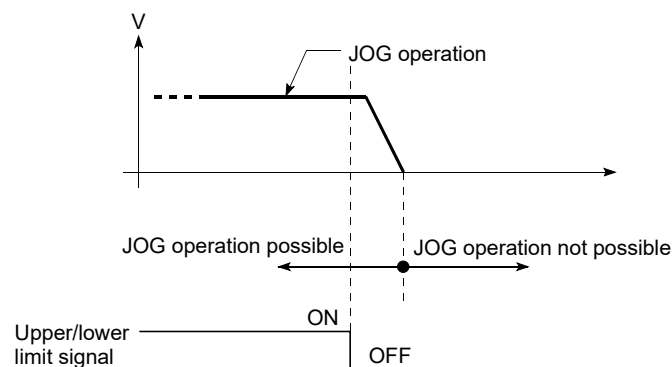 V
JOG operation
JOG operation possible
JOG operation not possible
ON
Upper/lower
limit signal
OFF